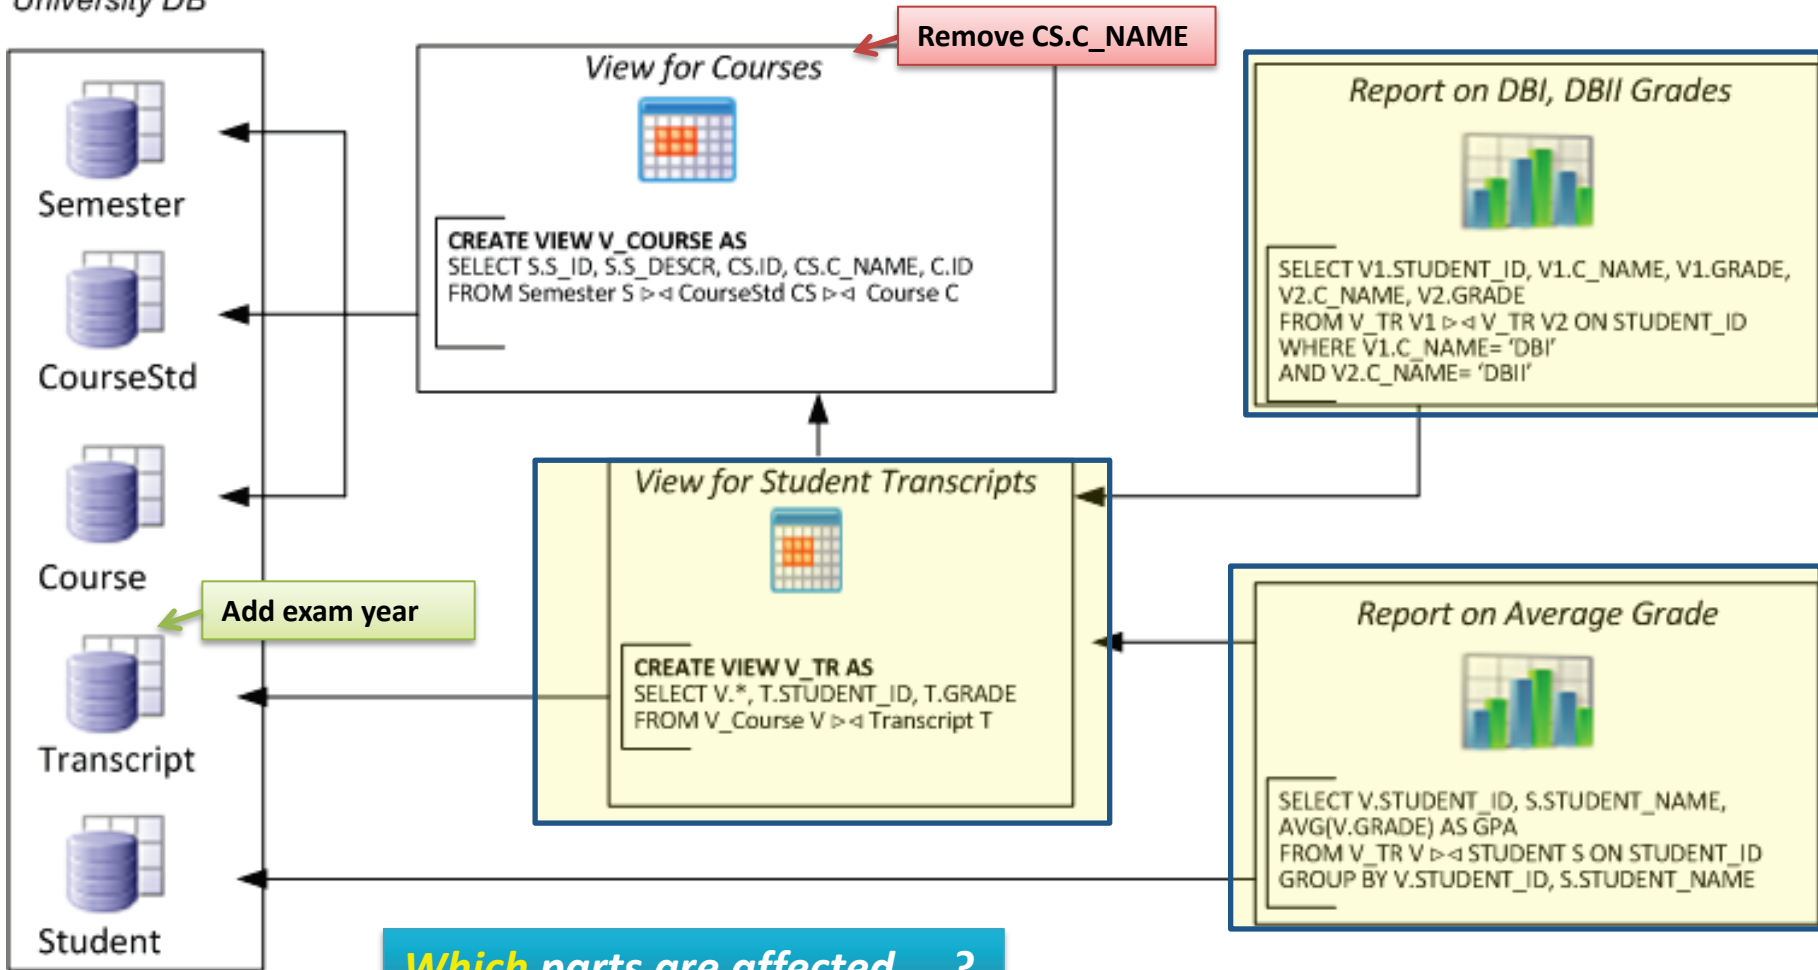 University DB
Remove CS.C_NAME
View for Courses
CREATE VIEW V_COURSE AS
SELECT S.S_ID, S.S_DESCR, CS.ID, CS.C_NAME, C.ID
FROM Semester S ⊳⊲ CourseStd CS ⊳⊲ Course C
Report on DBI, DBII Grades
SELECT V1.STUDENT_ID, V1.C_NAME, V1.GRADE,
V2.C_NAME, V2.GRADE
FROM V_TR V1 ⊳⊲ V_TR V2 ON STUDENT_ID
WHERE V1.C_NAME= ‘DBI’
AND V2.C_NAME= ‘DBII’
Semester
CourseStd
Course
Add exam year
Transcript
Student
View for Student Transcripts
CREATE VIEW V_TR AS
SELECT V.*, T.STUDENT_ID, T.GRADE
FROM V_Course V ⊳⊲ Transcript T
Report on Average Grade
SELECT V.STUDENT_ID, S.STUDENT_NAME,
AVG(V.GRADE) AS GPA
FROM V_TR V ⊳⊲ STUDENT S ON STUDENT_ID
GROUP BY V.STUDENT_ID, S.STUDENT_NAME
Which parts are affected ... ?